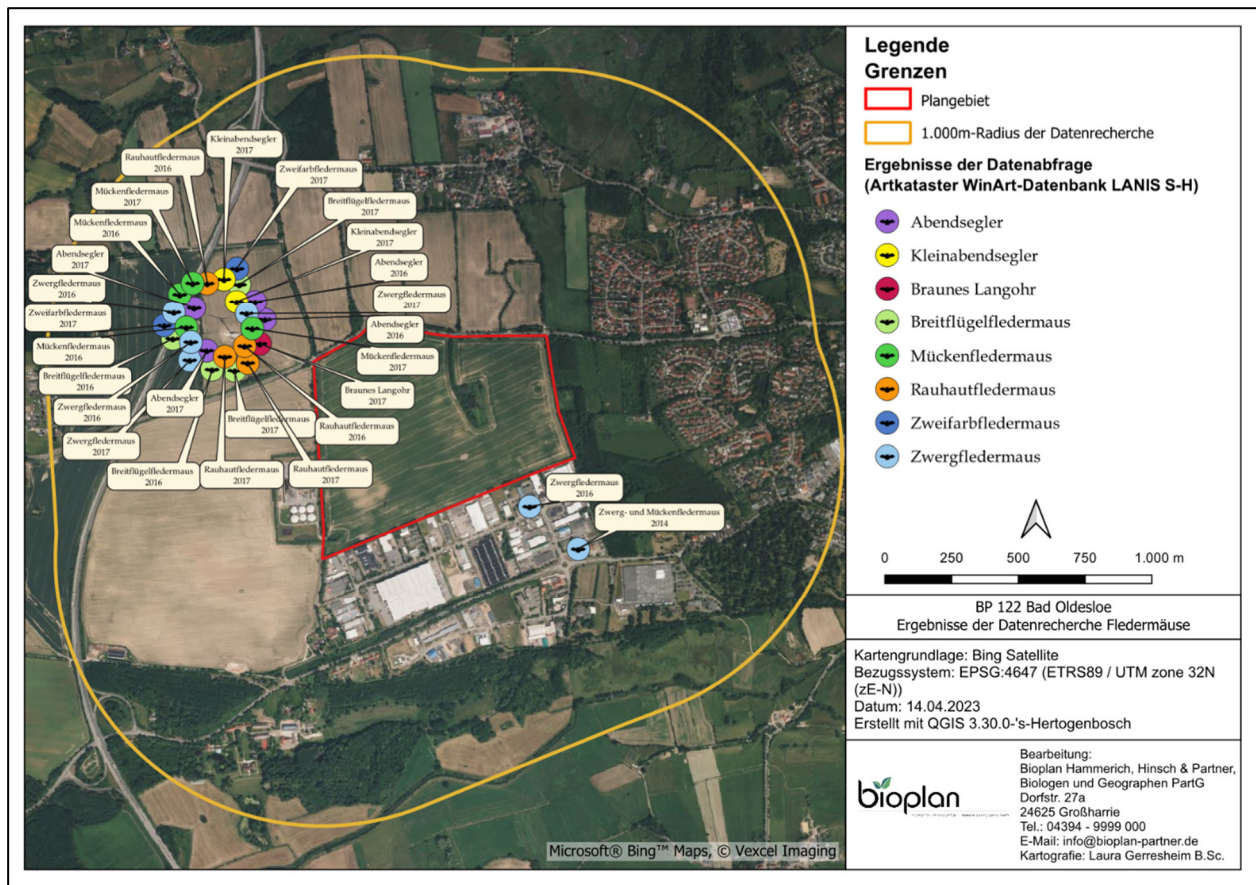 Kleinabendsegler
2017
Rauhautfledermaus
2016
Zweifarbfledermaus
2017
Mückenfledermaus
2017
Breitflügelfledermaus
2017
Mückenfledermaus
2016
Kleinabendsegler
2017
Abendsegler
2017
Abendsegler
2016
Zwergfledermaus
2016
Zwergfledermaus
2017
Zweifarbfledermaus
2017
Abendsegler
2016
Mückenfledermaus
2016
Mückenfledermaus
2017
Breitflügelfledermaus
2016
Braunes Langohr
2017
Zwergfledermaus
2016
Abendsegler
2017
Breitflügelfledermaus
2017
Rauhautfledermaus
2016
Zwergfledermaus
2017
Breitflügelfledermaus
2016
Rauhautfledermaus
2017
Rauhautfledermaus
2017
Zwergfledermaus
2016
Zwerg- und Mückenfledermaus
2014
Microsoft® Bing™ Maps, © Vexcel Imaging
Legende
Grenzen
Plangebiet
1.000m-Radius der Datenrecherche
Ergebnisse der Datenabfrage
(Artkataster WinArt-Datenbank LANIS S-H)
Abendsegler
Kleinabendsegler
Braunes Langohr
Breitflügelfledermaus
Mückenfledermaus
Rauhautfledermaus
Zweifarbfledermaus
Zwergfledermaus
0 250 500 750 1.000 m
BP 122 Bad Oldesloe
Ergebnisse der Datenrecherche Fledermäuse
Kartengrundlage: Bing Satellite
Bezugssystem: EPSG:4647 (ETRS89 / UTM zone 32N
(zE-N))
Datum: 14.04.2023
Erstellt mit QGIS 3.30.0-'s-Hertogenbosch
bioplan
Bearbeitung:
Bioplan Hammerich, Hinsch & Partner,
Biologen und Geographen PartG
Dorfstr. 27a
24625 Großharrie
Tel.: 04394 - 9999 000
E-Mail: info@bioplan-partner.de
Kartografie: Laura Gerresheim B.Sc.